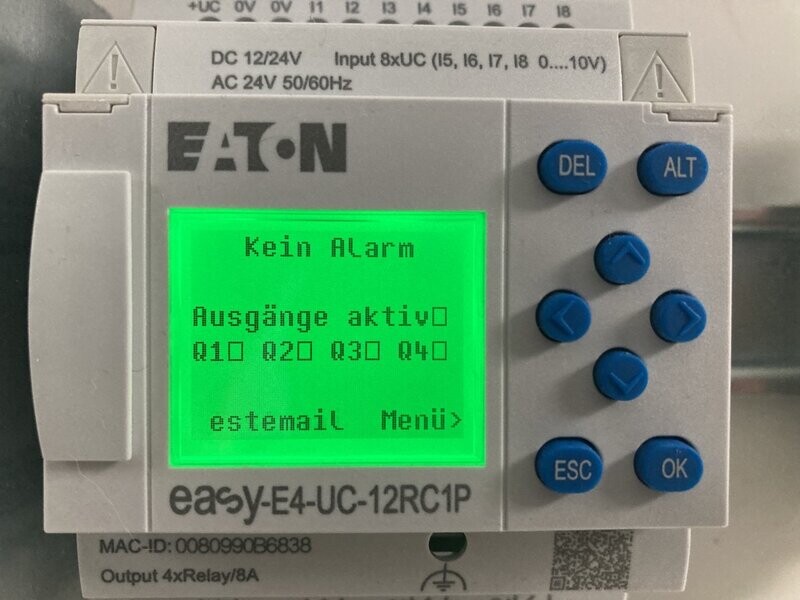 +UC 0V 0V I1 I2 I3 I4 I5 I6 I7 I8
DC 12/24V Input 8xUC (I5, I6, I7, I8 0....10V)
AC 24V 50/60Hz
EATON
DEL ALT
Kein Alarm
Ausgänge aktiv□
Q1□ Q2□ Q3□ Q4□
estemail Menü>
ESC OK
easy-E4-UC-12RC1P
MAC-ID: 0080990B6838
Output 4xRelay/8A